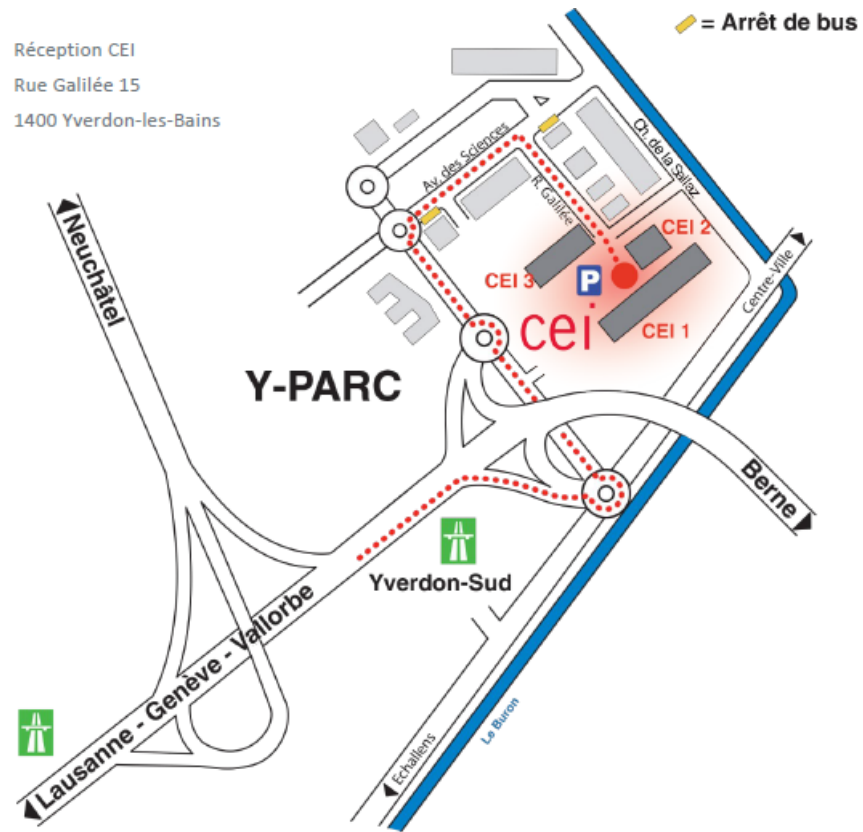 = Arrêt de bus
Réception CEI
Rue Galilée 15
1400 Yverdon-les-Bains
Av. des Sciences
Ch. de la Sallaz
R. Galilée
Neuchâtel
CEI 2
CEI 3
P
cei
CEI 1
Centre-Ville
Y-PARC
Berne
Yverdon-Sud
Lausanne - Genève - Vallorbe
Le Buron
Echallens